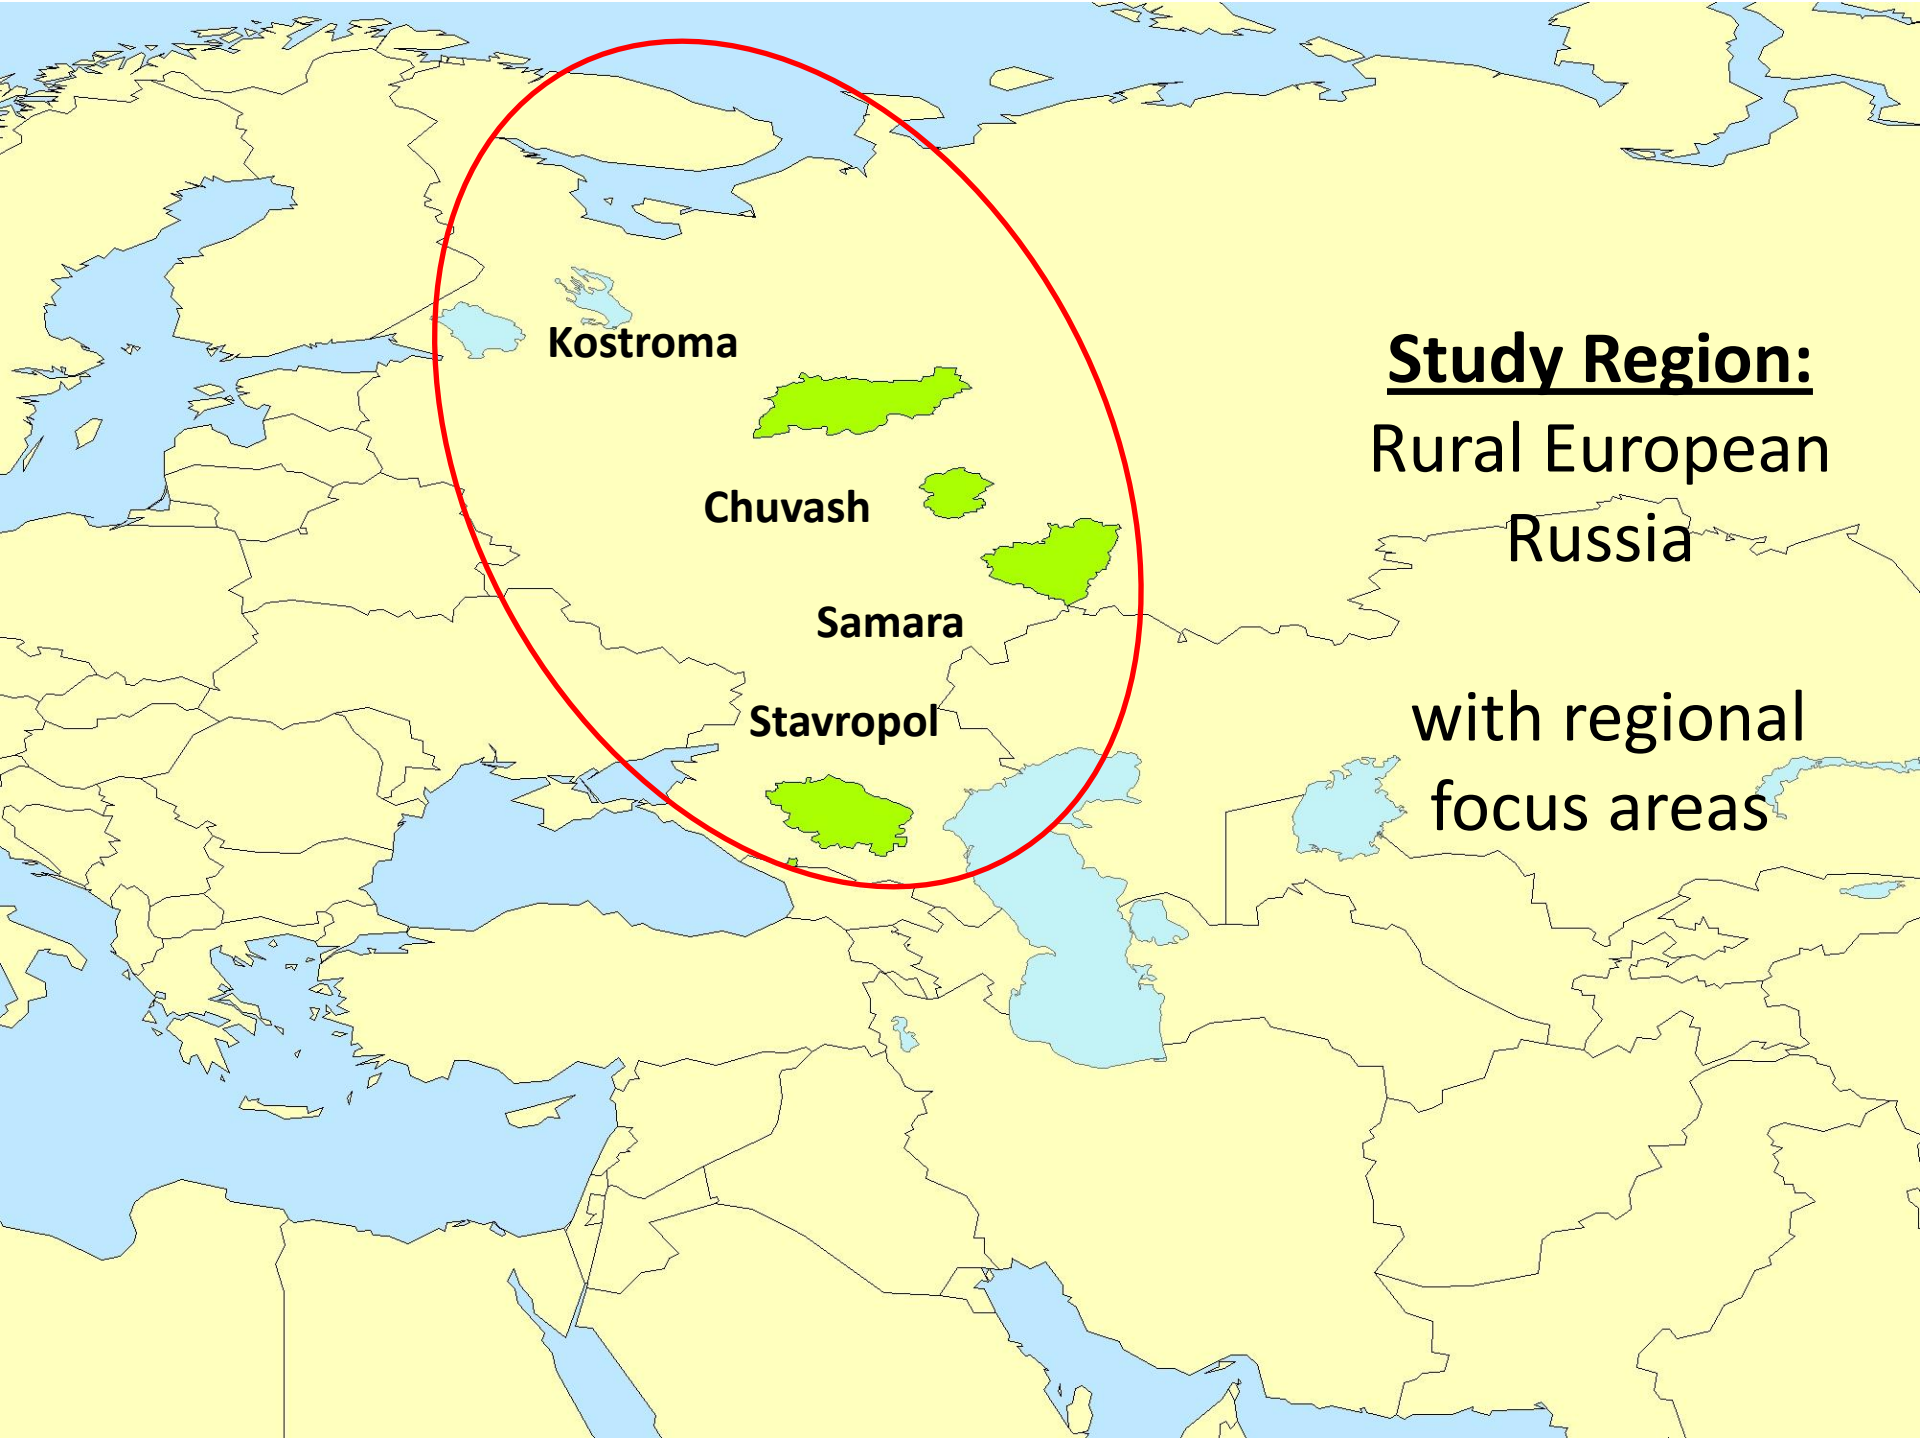 Kostroma
Chuvash
Samara
Stavropol
Study Region:
Rural European
Russia
with regional
focus areas